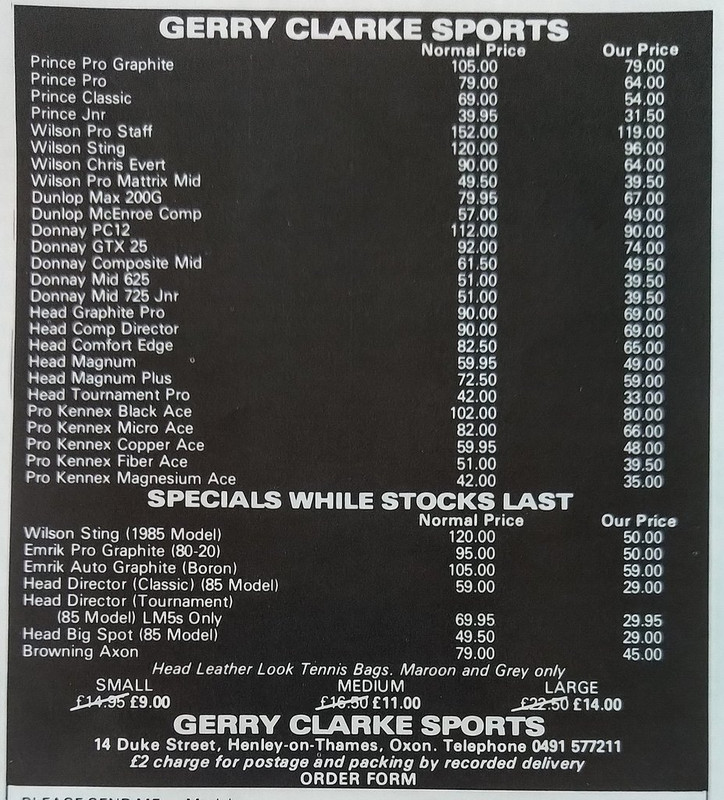 GERRY CLARKE SPORTS
Normal Price Our Price
Prince Pro Graphite 105.00 79.00
Prince Pro 79.00 64.00
Prince Classic 69.00 54.00
Prince Jnr 39.95 31.50
Wilson Pro Staff 152.00 119.00
Wilson Sting 120.00 96.00
Wilson Chris Evert 90.00 64.00
Wilson Pro Mattrix Mid 49.50 39.50
Dunlop Max 200G 79.95 67.00
Dunlop McEnroe Comp 57.00 49.00
Donnay PC12 112.00 90.00
Donnay GTX 25 92.00 74.00
Donnay Composite Mid 61.50 49.50
Donnay Mid 625 51.00 39.50
Donnay Mid 725 Jnr 51.00 39.50
Head Graphite Pro 90.00 69.00
Head Comp Director 90.00 69.00
Head Comfort Edge 82.50 65.00
Head Magnum 59.95 49.00
Head Magnum Plus 72.50 59.00
Head Tournament Pro 42.00 33.00
Pro Kennex Black Ace 102.00 80.00
Pro Kennex Micro Ace 82.00 66.00
Pro Kennex Copper Ace 59.95 48.00
Pro Kennex Fiber Ace 51.00 39.50
Pro Kennex Magnesium Ace 42.00 35.00
SPECIALS WHILE STOCKS LAST
Normal Price Our Price
Wilson Sting (1985 Model) 120.00 50.00
Emrik Pro Graphite (80-20) 95.00 50.00
Emrik Auto Graphite (Boron) 105.00 59.00
Head Director (Classic) (85 Model) 59.00 29.00
Head Director (Tournament)
(85 Model) LM5s Only 69.95 29.95
Head Big Spot (85 Model) 49.50 29.00
Browning Axon 79.00 45.00
Head Leather Look Tennis Bags. Maroon and Grey only
SMALL MEDIUM LARGE
£14.95 £9.00 £16.50 £11.00 £22.50 £14.00
GERRY CLARKE SPORTS
14 Duke Street, Henley-on-Thames, Oxon. Telephone 0491 577211
£2 charge for postage and packing by recorded delivery
ORDER FORM